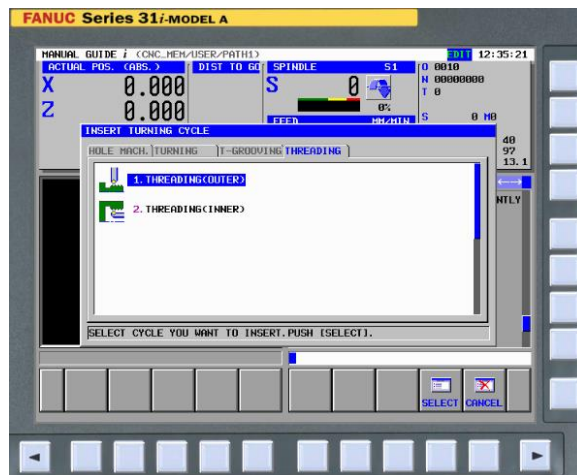 FANUC Series 31i-MODEL A
MANUAL GUIDE i (CNC_MEM/USER/PATH1) EDIT 12:35:21
ACTUAL POS. (ABS.) DIST TO GO SPINDLE S1 O 0010
N 00000000
X 0.000 S 0 T 0
0%
Z 0.000 FEED MM/MIN S 0 M0
INSERT TURNING CYCLE
HOLE MACH. TURNING T-GROOVING THREADING
40
97
13.1
1. THREADING(OUTER)
NTLY
2. THREADING(INNER)
SELECT CYCLE YOU WANT TO INSERT.PUSH [SELECT].
SELECT CANCEL